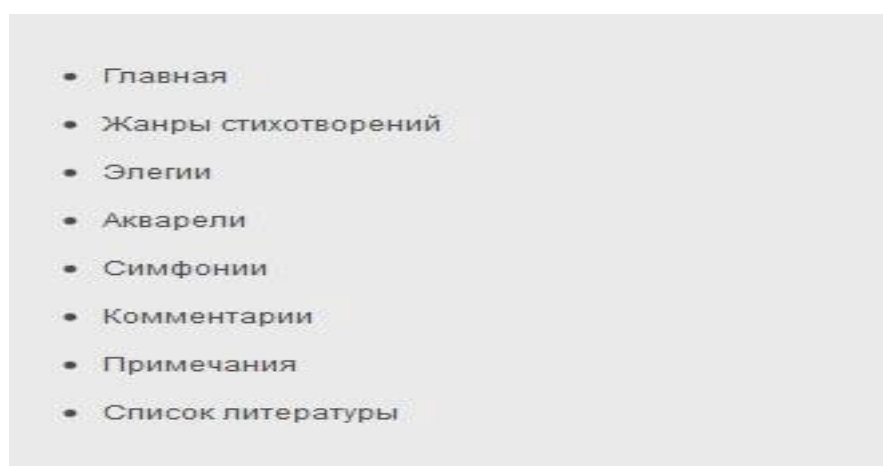 • Главная
• Жанры стихотворений
• Элегии
• Акварели
• Симфонии
• Комментарии
• Примечания
• Список литературы